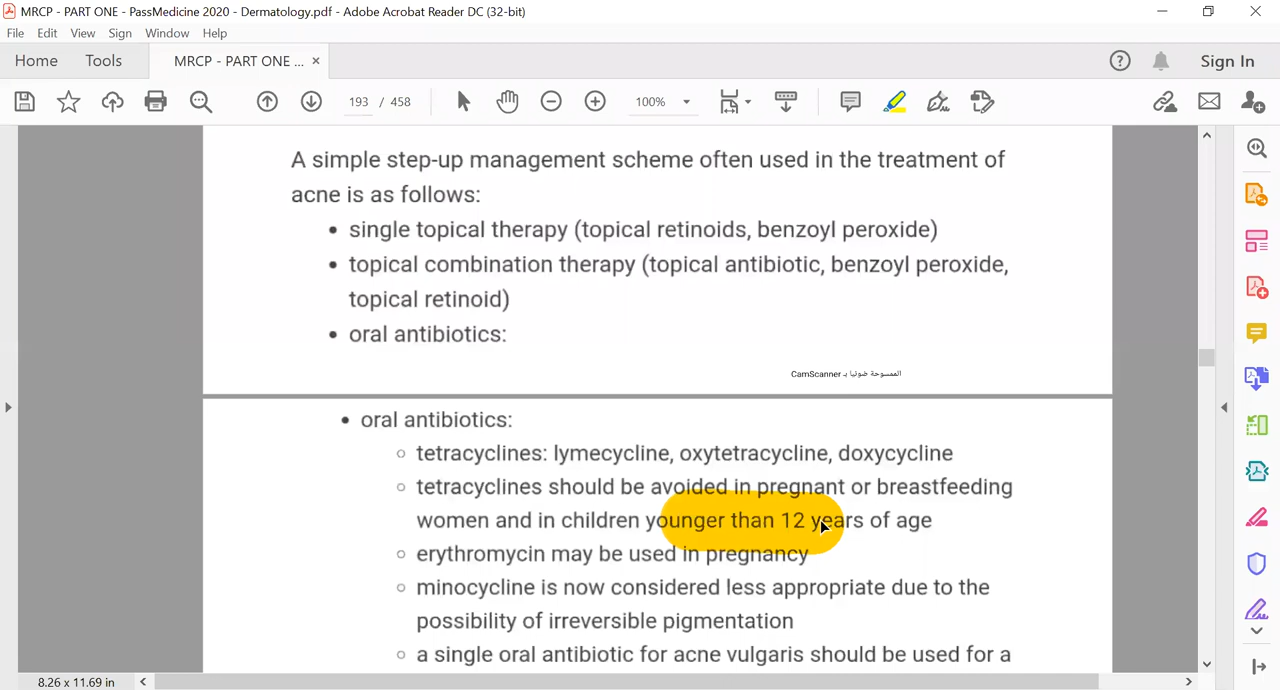 MRCP - PART ONE - PassMedicine 2020 - Dermatology.pdf - Adobe Acrobat Reader DC (32-bit)
File Edit View Sign Window Help
Home Tools MRCP - PART ONE ... × Sign In
193 / 458 100%
A simple step-up management scheme often used in the treatment of
acne is as follows:
• single topical therapy (topical retinoids, benzoyl peroxide)
• topical combination therapy (topical antibiotic, benzoyl peroxide,
topical retinoid)
• oral antibiotics:
الممسوحة ضوئيا بـ CamScanner
• oral antibiotics:
○ tetracyclines: lymecycline, oxytetracycline, doxycycline
○ tetracyclines should be avoided in pregnant or breastfeeding
women and in children younger than 12 years of age
○ erythromycin may be used in pregnancy
○ minocycline is now considered less appropriate due to the
possibility of irreversible pigmentation
○ a single oral antibiotic for acne vulgaris should be used for a
8.26 x 11.69 in